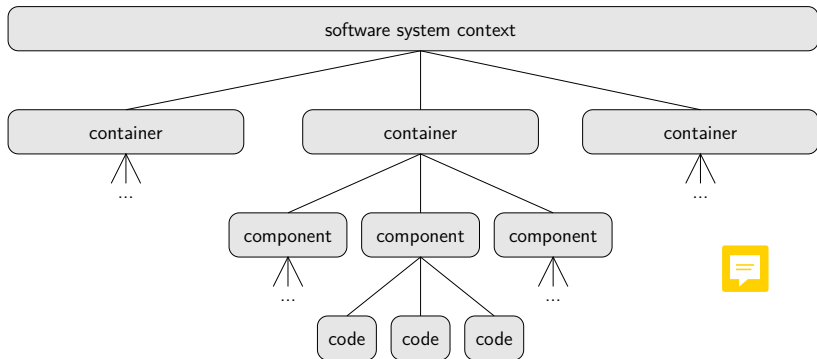 software system context
container
container
container
...
...
component
component
component
...
...
code
code
code